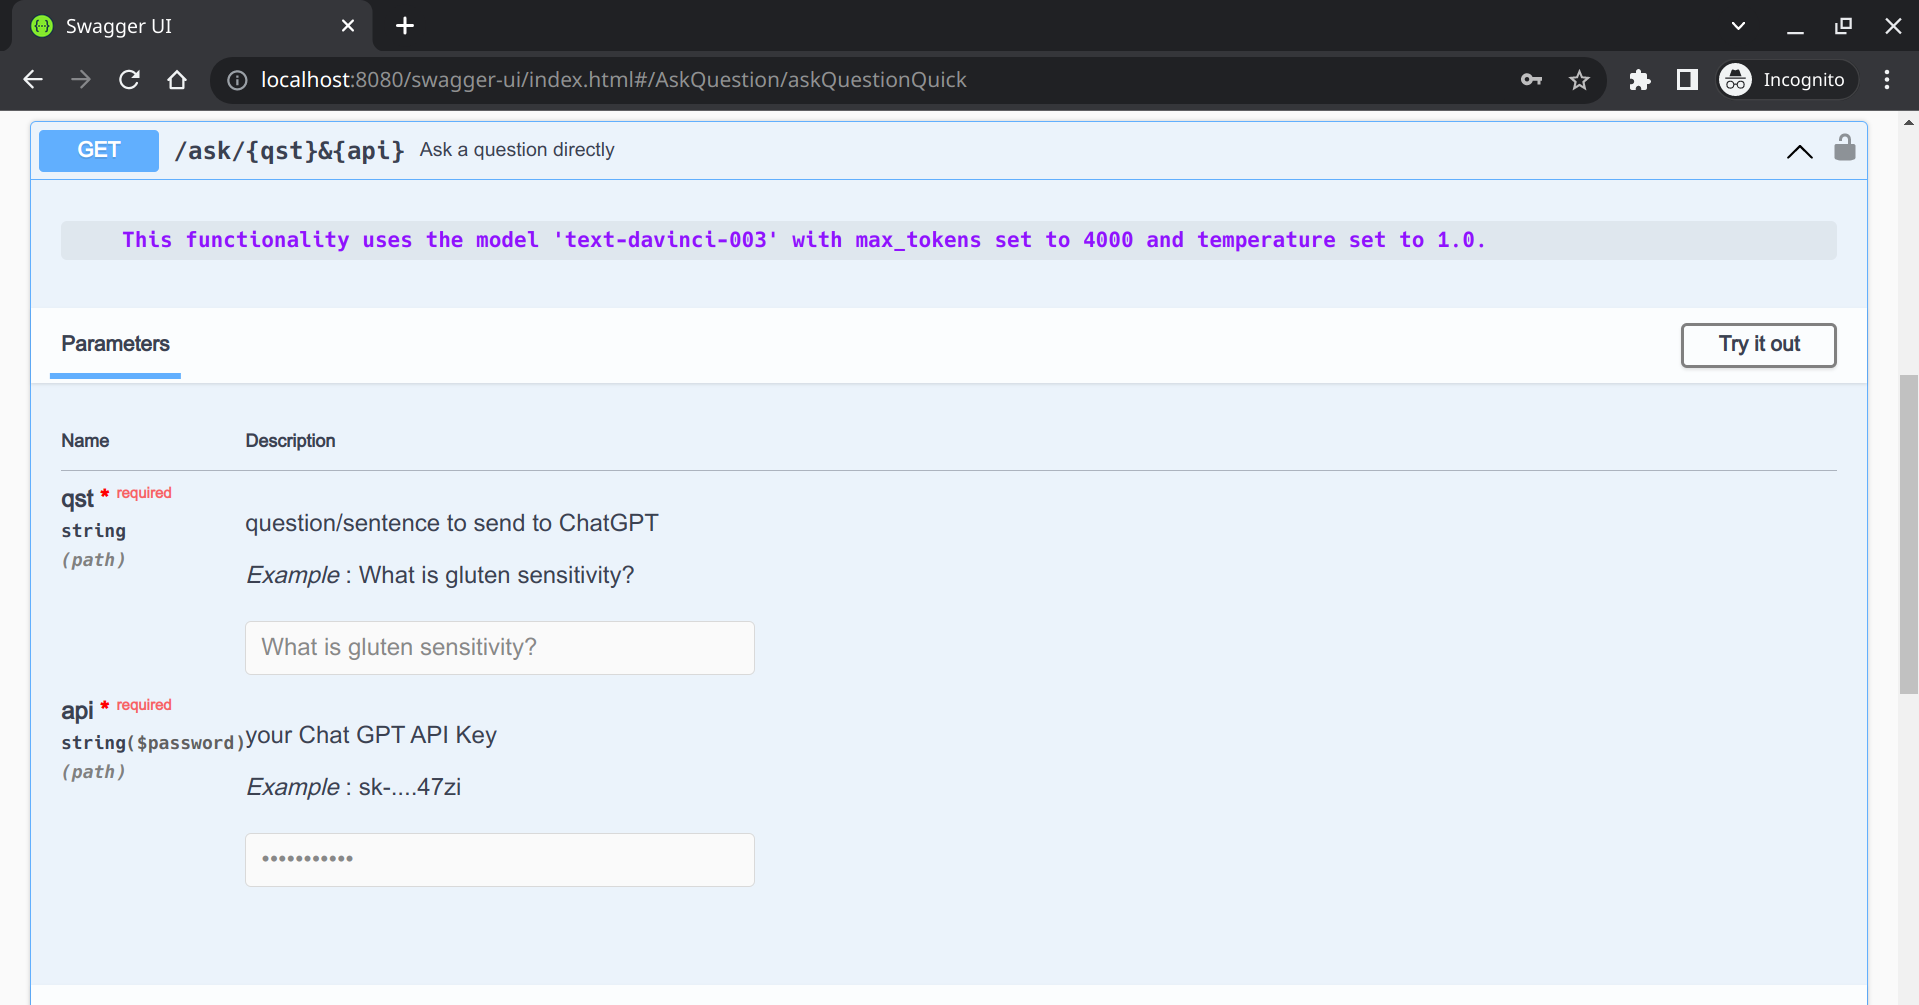 Swagger UI
localhost:8080/swagger-ui/index.html#/AskQuestion/askQuestionQuick
Incognito
GET /ask/{qst}&{api} Ask a question directly
This functionality uses the model 'text-davinci-003' with max_tokens set to 4000 and temperature set to 1.0.
Parameters
Try it out
Name Description
qst * required
string
(path)
question/sentence to send to ChatGPT
Example : What is gluten sensitivity?
What is gluten sensitivity?
api * required
string($password)
(path)
your Chat GPT API Key
Example : sk-....47zi
•••••••••••